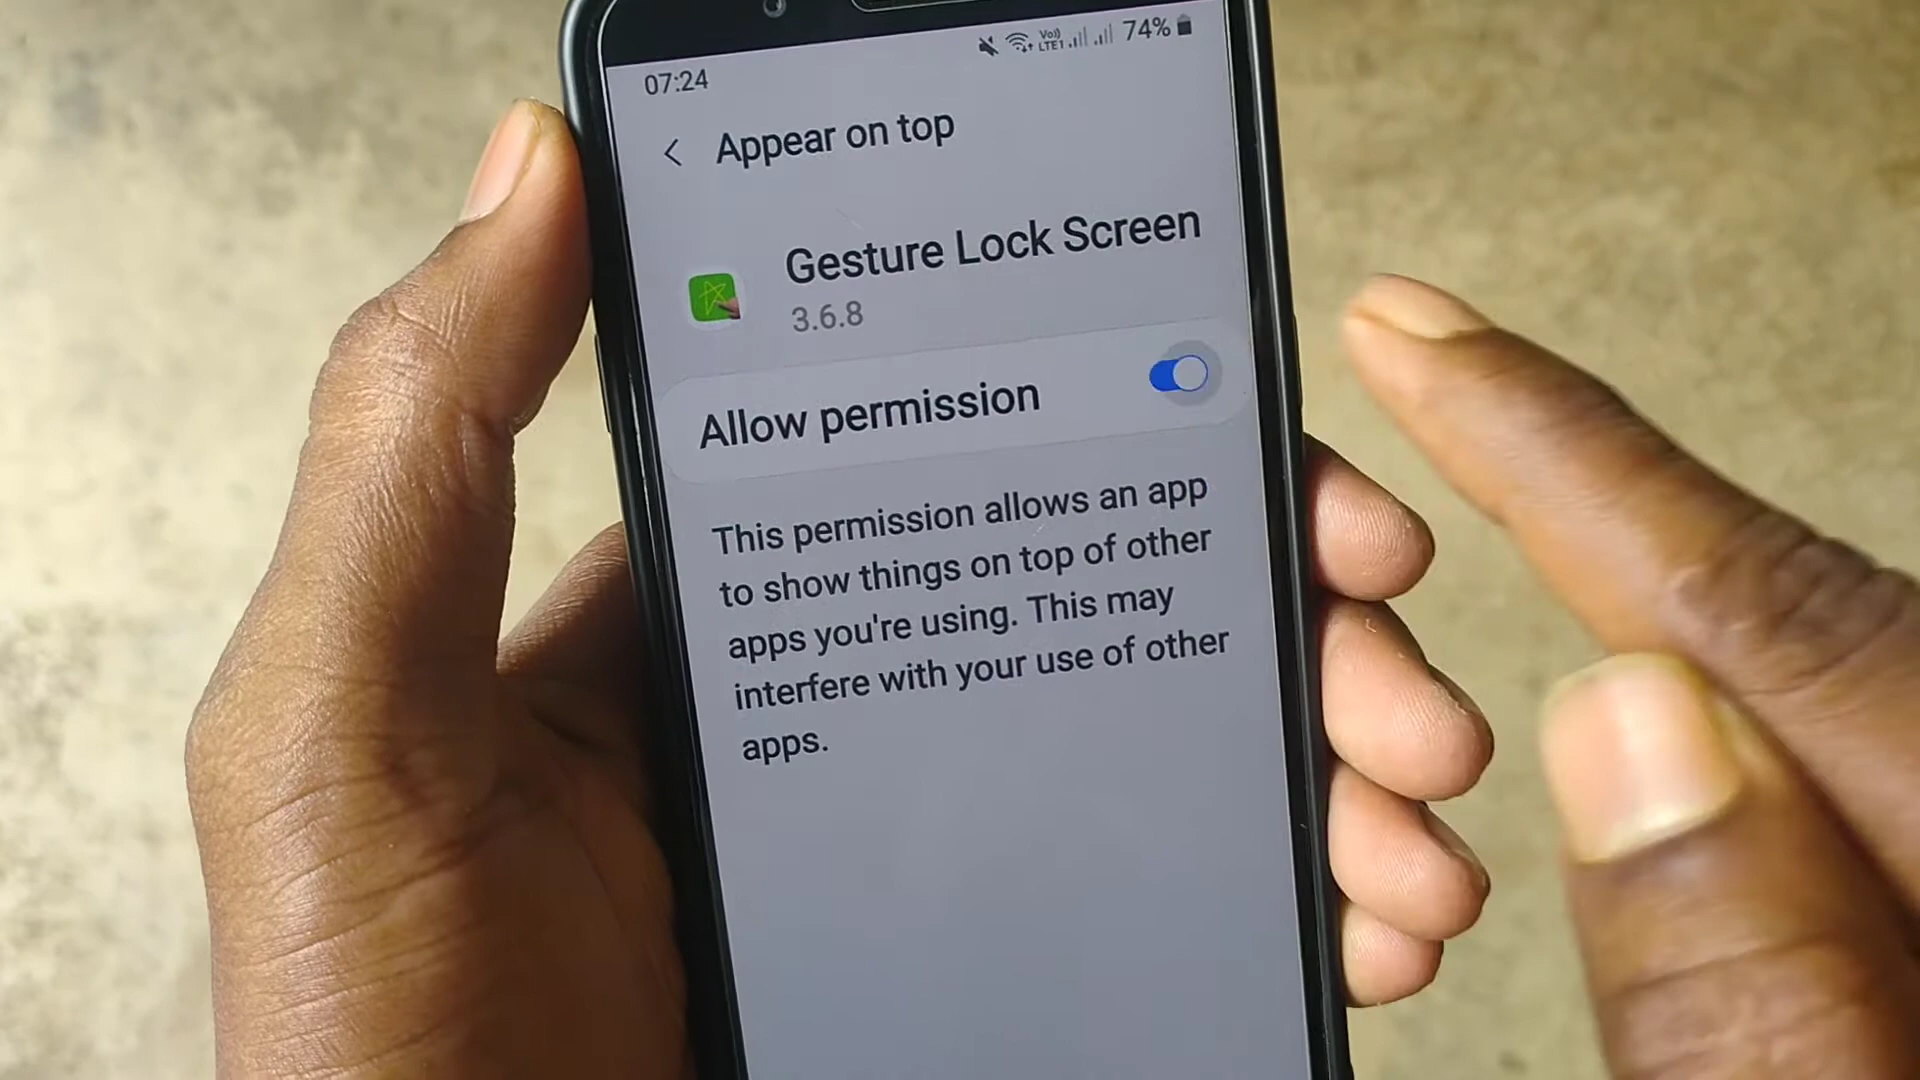 07:24
Vo)) LTE1 74%
Appear on top
Gesture Lock Screen
3.6.8
Allow permission
This permission allows an app
to show things on top of other
apps you're using. This may
interfere with your use of other
apps.